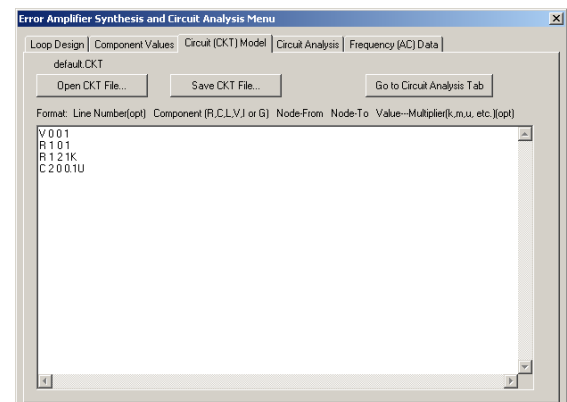 Error Amplifier Synthesis and Circuit Analysis Menu
Loop Design Component Values Circuit (CKT) Model Circuit Analysis Frequency (AC) Data
default.CKT
Open CKT File... Save CKT File... Go to Circuit Analysis Tab
Format: Line Number(opt) Component (R,C,L,V,I or G) Node-From Node-To Value---Multiplier(k,m,u, etc.)(opt)
V 0 0 1
R 1 0 1
R 1 2 1K
C 2 0 0.1U